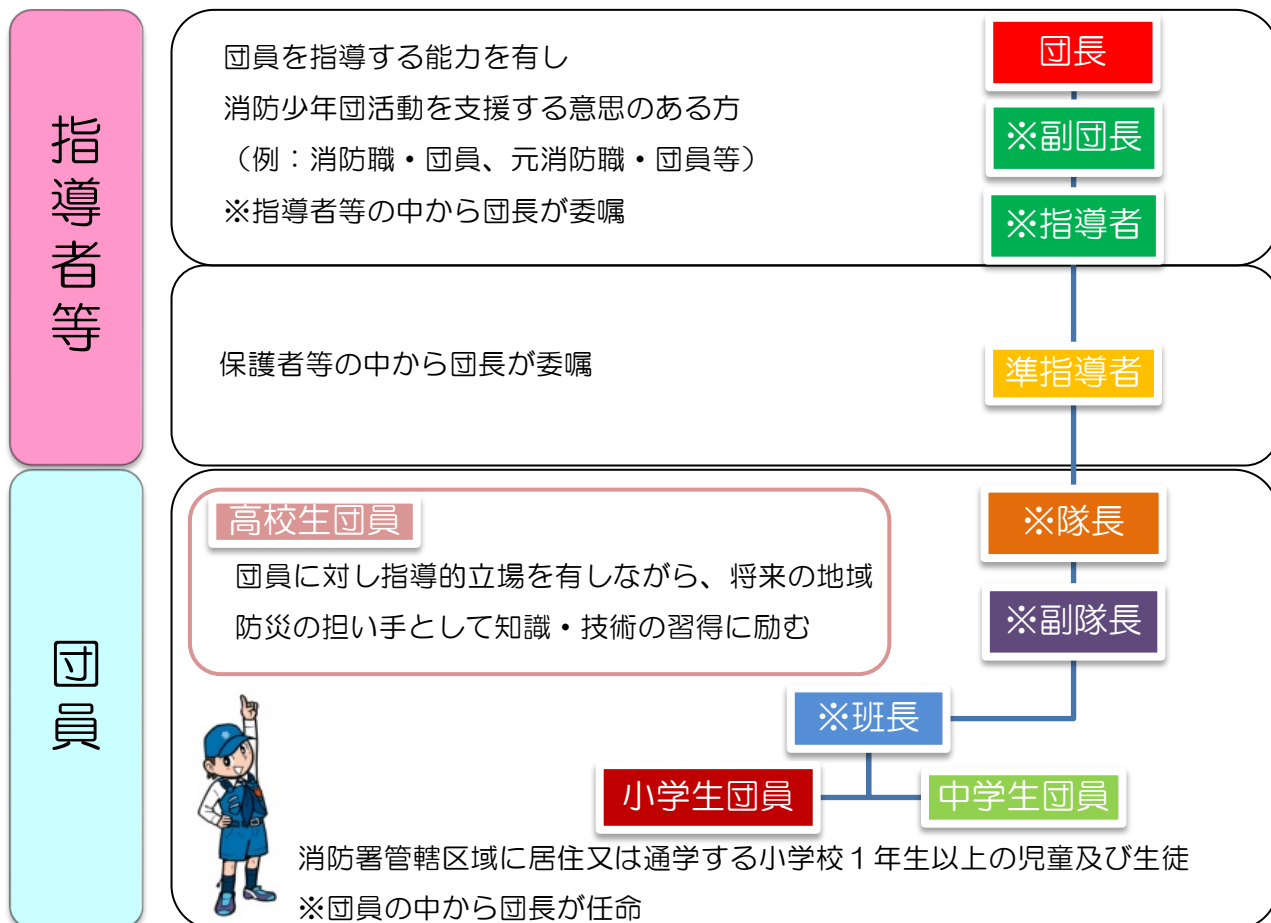 指導者等
団員を指導する能力を有し
消防少年団活動を支援する意思のある方
（例：消防職・団員、元消防職・団員等）
※指導者等の中から団長が委嘱
団長
※副団長
※指導者
保護者等の中から団長が委嘱
準指導者
団員
高校生団員
団員に対し指導的立場を有しながら、将来の地域
防災の担い手として知識・技術の習得に励む
※隊長
※副隊長
※班長
小学生団員
中学生団員
消防署管轄区域に居住又は通学する小学校１年生以上の児童及び生徒
※団員の中から団長が任命